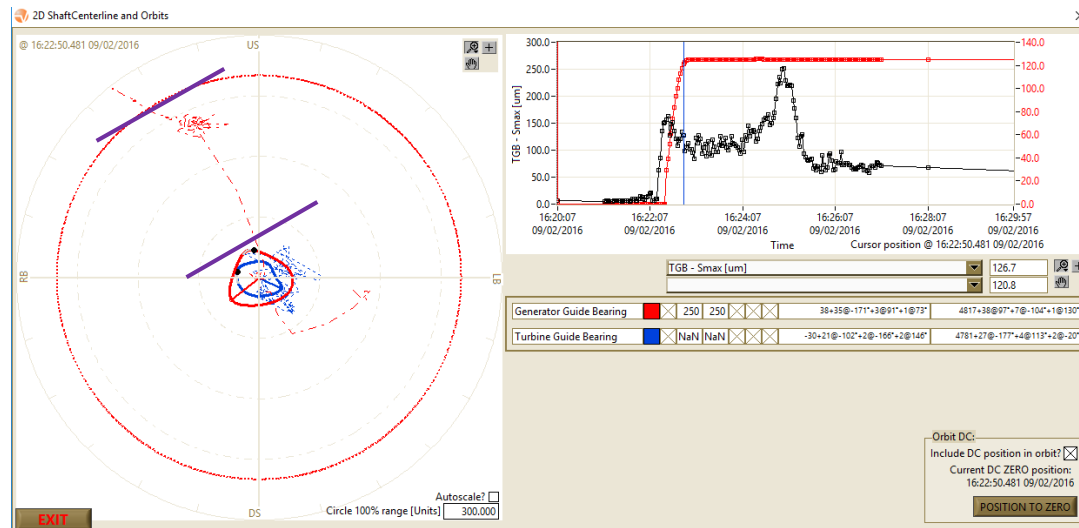 2D ShaftCenterline and Orbits
@ 16:22:50.481 09/02/2016
US
RB
LB
DS
Autoscale?
Circle 100% range [Units] 300.000
EXIT
300.0
250.0
200.0
150.0
100.0
50.0
0.0
TGB - Smax [um]
140.0
120.0
100.0
80.0
60.0
40.0
20.0
0.0
16:20:07 16:22:07 16:24:07 16:26:07 16:28:07 16:29:57
09/02/2016 09/02/2016 09/02/2016 09/02/2016 09/02/2016 09/02/2016
Time
Cursor position @ 16:22:50.481 09/02/2016
TGB - Smax [um] 126.7
120.8
Generator Guide Bearing 250 250 38+35@-171°+3@91°+1@73° 4817+38@97°+7@-104°+1@130°
Turbine Guide Bearing NaN NaN -30+21@-102°+2@-166°+2@146° 4781+27@-177°+4@113°+2@-20°
Orbit DC:
Include DC position in orbit?
Current DC ZERO position:
16:22:50.481 09/02/2016
POSITION TO ZERO